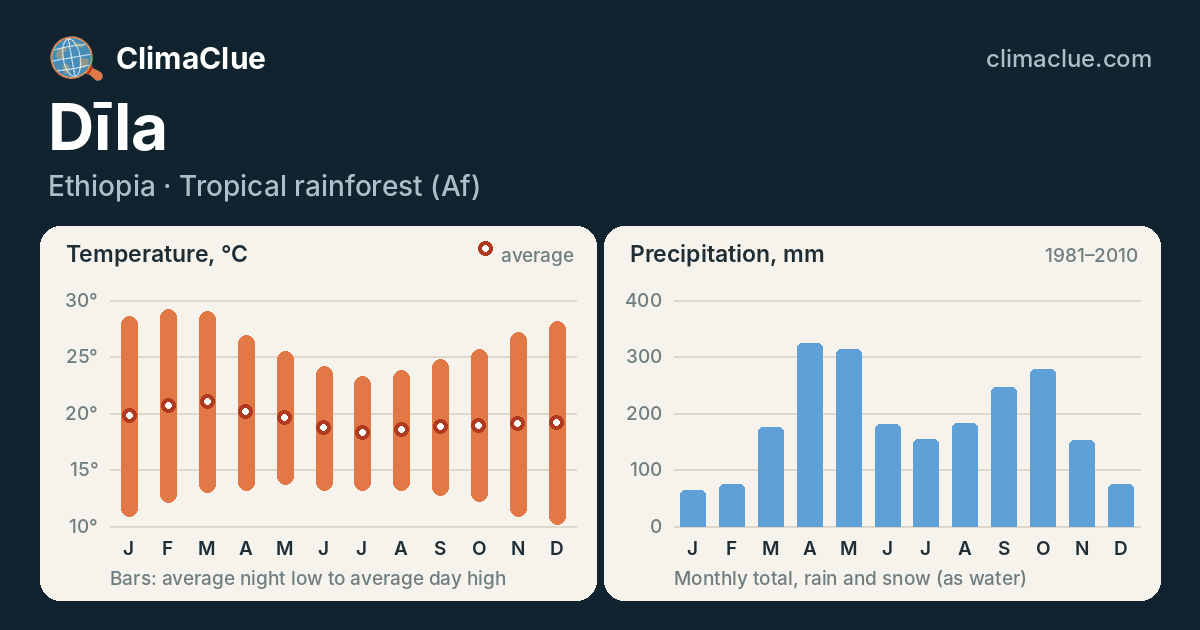 ClimaClue
climaclue.com
Dīla
Ethiopia · Tropical rainforest (Af)
Temperature, °C
average
30°
25°
20°
15°
10°
J F M A M J J A S O N D
Bars: average night low to average day high
Precipitation, mm
1981–2010
400
300
200
100
0
J F M A M J J A S O N D
Monthly total, rain and snow (as water)